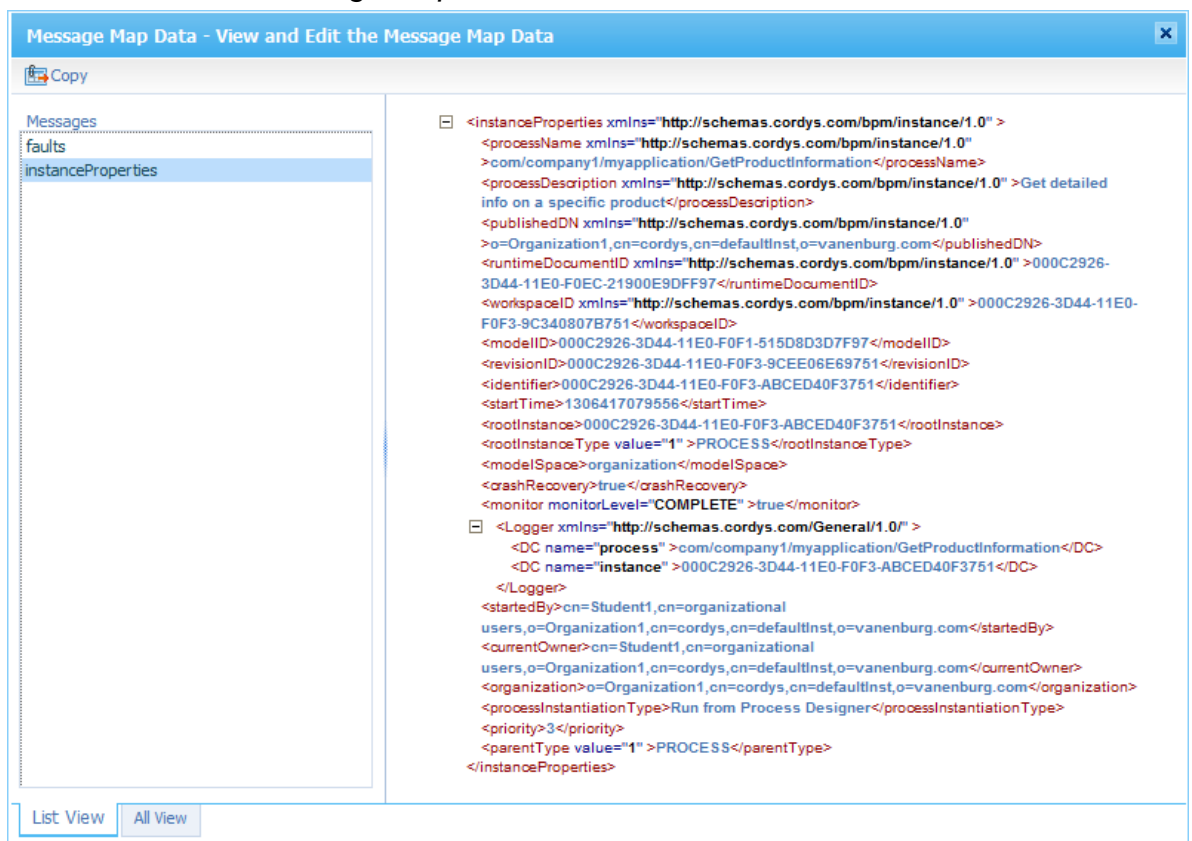 Message Map Data - View and Edit the Message Map Data
Copy
Messages
faults
instanceProperties
<instanceProperties xmlns="http://schemas.cordys.com/bpm/instance/1.0" >
<processName xmlns="http://schemas.cordys.com/bpm/instance/1.0"
>com/company1/myapplication/GetProductInformation</processName>
<processDescription xmlns="http://schemas.cordys.com/bpm/instance/1.0" >Get detailed
info on a specific product</processDescription>
<publishedDN xmlns="http://schemas.cordys.com/bpm/instance/1.0"
>o=Organization1,cn=cordys,cn=defaultInst,o=vanenburg.com</publishedDN>
<runtimeDocumentID xmlns="http://schemas.cordys.com/bpm/instance/1.0" >000C2926-
3D44-11E0-F0EC-21900E9DFF97</runtimeDocumentID>
<workspaceID xmlns="http://schemas.cordys.com/bpm/instance/1.0" >000C2926-3D44-11E0-
F0F3-9C340807B751</workspaceID>
<modelID>000C2926-3D44-11E0-F0F1-515D8D3D7F97</modelID>
<revisionID>000C2926-3D44-11E0-F0F3-9CEE06E69751</revisionID>
<identifier>000C2926-3D44-11E0-F0F3-ABCED40F3751</identifier>
<startTime>1306417079556</startTime>
<rootInstance>000C2926-3D44-11E0-F0F3-ABCED40F3751</rootInstance>
<rootInstanceType value="1" >PROCESS</rootInstanceType>
<modelSpace>organization</modelSpace>
<crashRecovery>true</crashRecovery>
<monitor monitorLevel="COMPLETE" >true</monitor>
<Logger xmlns="http://schemas.cordys.com/General/1.0/" >
<DC name="process" >com/company1/myapplication/GetProductInformation</DC>
<DC name="instance" >000C2926-3D44-11E0-F0F3-ABCED40F3751</DC>
</Logger>
<startedBy>cn=Student1,cn=organizational
users,o=Organization1,cn=cordys,cn=defaultInst,o=vanenburg.com</startedBy>
<currentOwner>cn=Student1,cn=organizational
users,o=Organization1,cn=cordys,cn=defaultInst,o=vanenburg.com</currentOwner>
<organization>o=Organization1,cn=cordys,cn=defaultInst,o=vanenburg.com</organization>
<processInstantiationType>Run from Process Designer</processInstantiationType>
<priority>3</priority>
<parentType value="1" >PROCESS</parentType>
</instanceProperties>
List View
All View